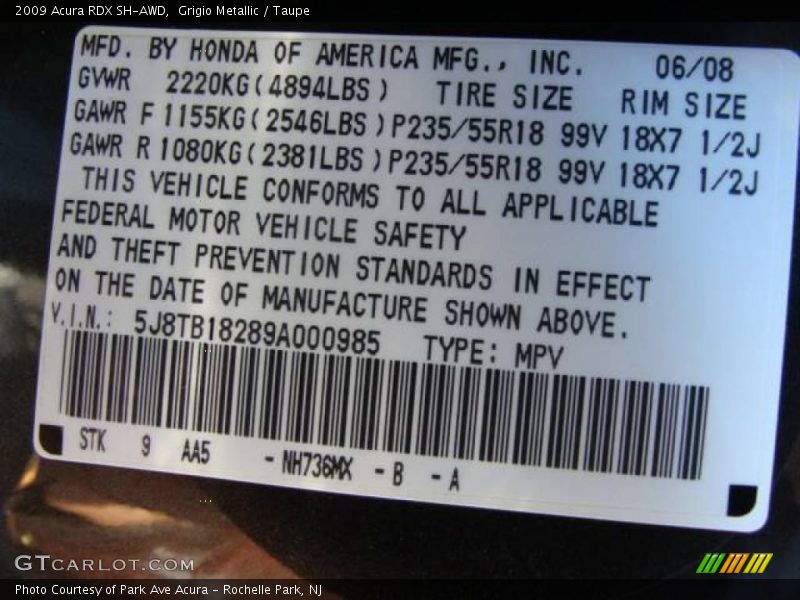 2009 Acura RDX SH-AWD, Grigio Metallic / Taupe
MFD. BY HONDA OF AMERICA MFG., INC. 06/08
GVWR 2220KG(4894LBS) TIRE SIZE RIM SIZE
GAWR F 1155KG(2546LBS)P235/55R18 99V 18X7 1/2J
GAWR R 1080KG(2381LBS)P235/55R18 99V 18X7 1/2J
THIS VEHICLE CONFORMS TO ALL APPLICABLE
FEDERAL MOTOR VEHICLE SAFETY
AND THEFT PREVENTION STANDARDS IN EFFECT
ON THE DATE OF MANUFACTURE SHOWN ABOVE.
V.I.N.: 5J8TB18289A000985 TYPE: MPV
STK 9 AA5 - NH736MX - B - A
GTCARLOT.COM
Photo Courtesy of Park Ave Acura - Rochelle Park, NJ